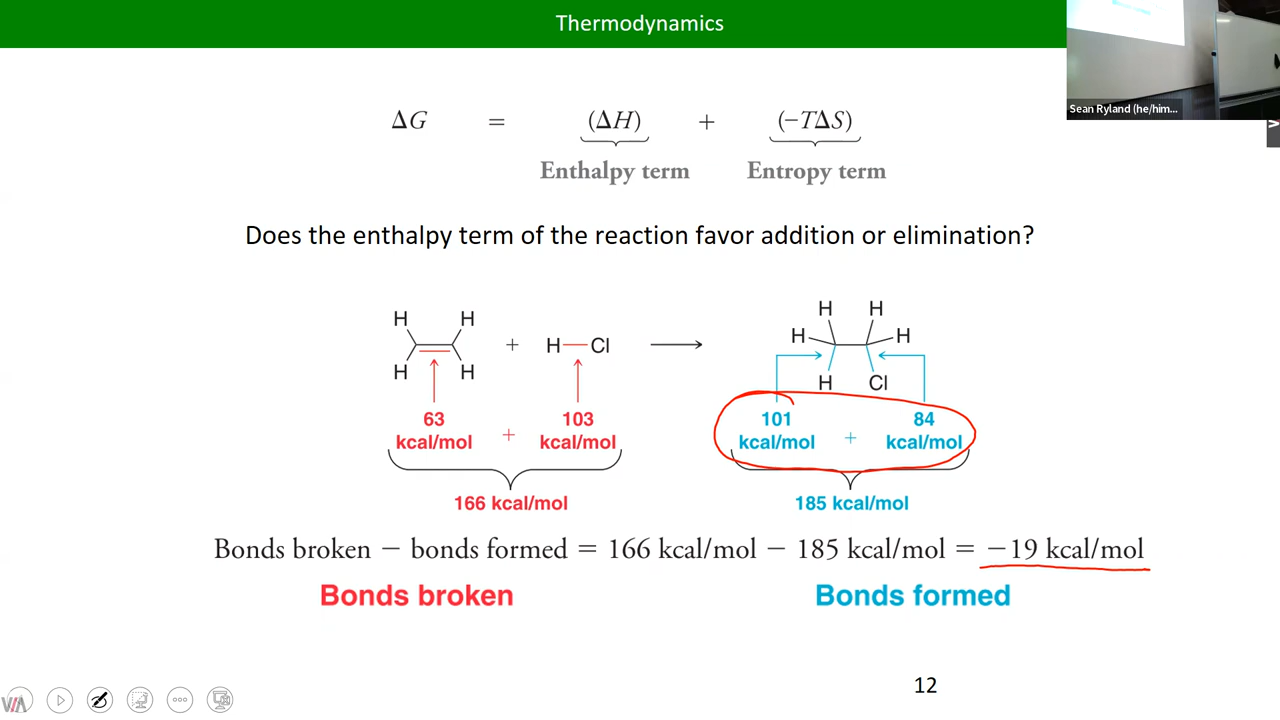 Thermodynamics
Sean Ryland (he/him...
ΔG = (ΔH) + (−TΔS)
Enthalpy term Entropy term
Does the enthalpy term of the reaction favor addition or elimination?
H H H H
H H
+ H Cl
H H H Cl
63 103 101 84
kcal/mol + kcal/mol kcal/mol + kcal/mol
166 kcal/mol 185 kcal/mol
Bonds broken − bonds formed = 166 kcal/mol − 185 kcal/mol = −19 kcal/mol
Bonds broken Bonds formed
12
VIA